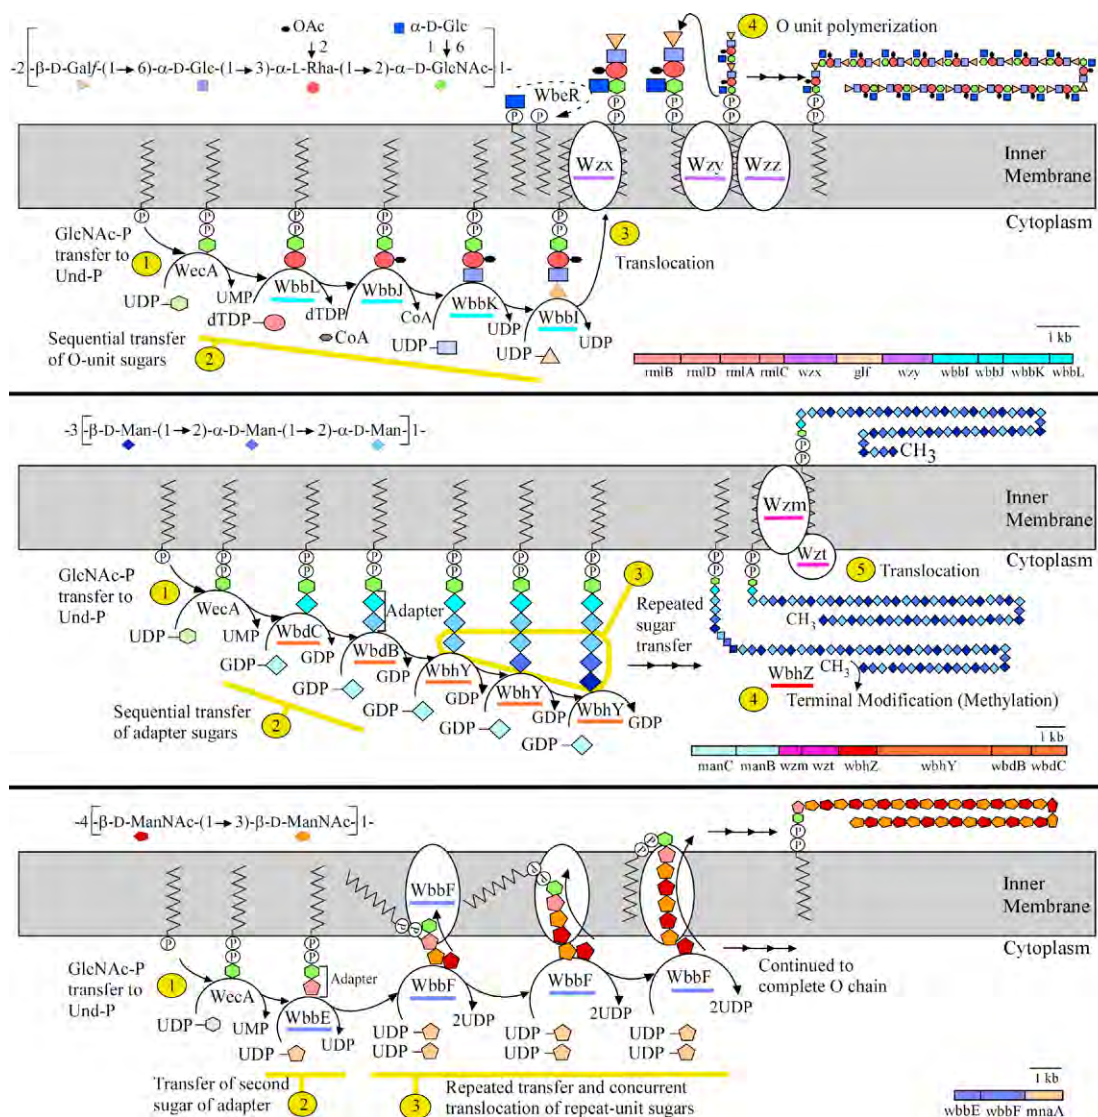 OAc
α-D-Glc
2
1 6
-2-[-β-D-Galf-(1→6)-α-D-Glc-(1→3)-α-L-Rha-(1→2)-α-D-GlcNAc-]1-
WbeR
4 O unit polymerization
P
Wzx
Wzy
Wzz
Inner
Membrane
Cytoplasm
GlcNAc-P
transfer to
Und-P
1
WecA
UDP
UMP
WbbL
dTDP
dTDP
WbbJ
CoA
CoA
WbbK
UDP
UDP
WbbI
UDP
UDP
3
Translocation
Sequential transfer
of O-unit sugars
2
1 kb
rmlB rmlD rmlA rmlC wzx glf wzy wbbI wbbJ wbbK wbbL
-3-[-β-D-Man-(1→2)-α-D-Man-(1→2)-α-D-Man-]1-
CH3
Wzm
Wzt
Inner
Membrane
Cytoplasm
5 Translocation
GlcNAc-P
transfer to
Und-P
1
WecA
UDP
UMP
WbdC
GDP
GDP
Adapter
WbdB
GDP
GDP
WbhY
GDP
GDP
WbhY
GDP
GDP
WbhY
GDP
GDP
3
Repeated
sugar
transfer
CH3
CH3
WbhZ
4 Terminal Modification (Methylation)
Sequential transfer
of adapter sugars
2
1 kb
manC manB wzm wzt wbhZ wbhY wbdB wbdC
-4-[-β-D-ManNAc-(1→3)-β-D-ManNAc-]1-
WbbF
Inner
Membrane
Cytoplasm
GlcNAc-P
transfer to
Und-P
1
WecA
UDP
UMP
Adapter
WbbE
UDP
UDP
WbbF
UDP
UDP
2UDP
WbbF
UDP
UDP
2UDP
WbbF
UDP
UDP
2UDP
Continued to
complete O chain
Transfer of second
sugar of adapter
2
3
Repeated transfer and concurrent
translocation of repeat-unit sugars
1 kb
wbbE wbbF mnaA